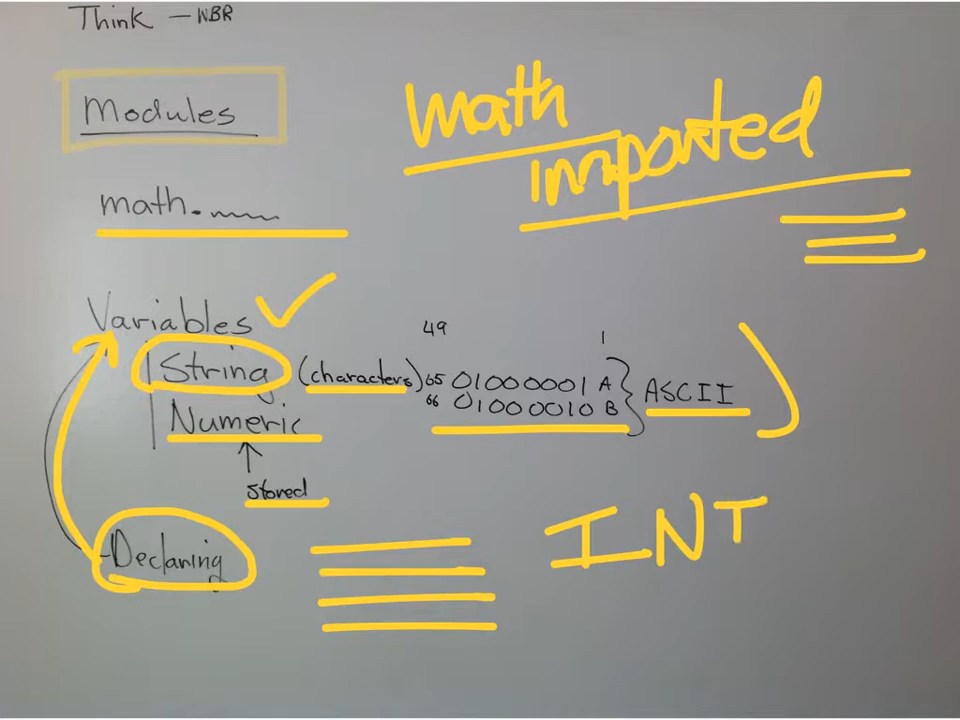 Think - WBR
Modules
math
imported
math.
Variables
49
1
String (characters) 65 01000001 A
66 01000010 B
ASCII
Numeric
Stored
INT
-Declaring